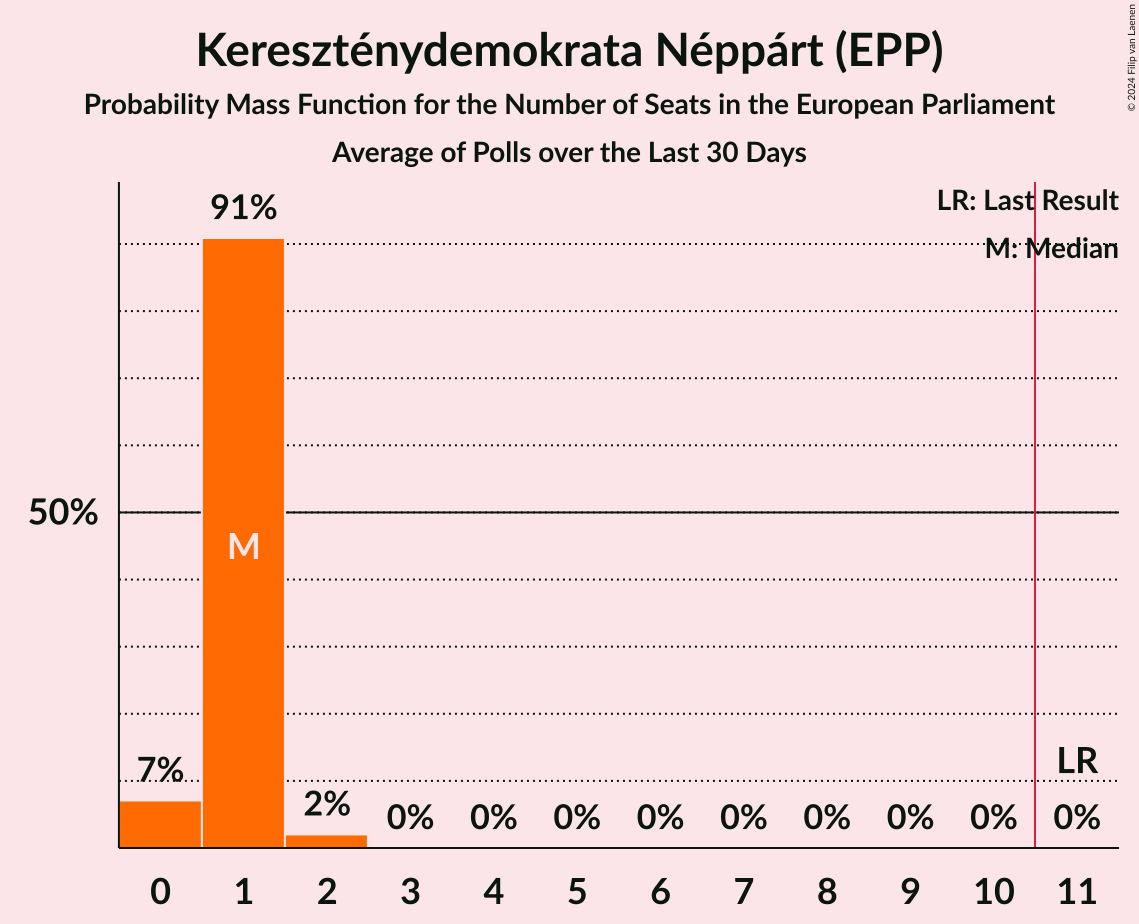 Kereszténydemokrata Néppárt (EPP)
Probability Mass Function for the Number of Seats in the European Parliament
Average of Polls over the Last 30 Days
© 2024 Filip van Laenen
LR: Last Result
M: Median
91%
50%
M
7%
2%
0%
0%
0%
0%
0%
0%
0%
0%
LR
0%
0 1 2 3 4 5 6 7 8 9 10 11